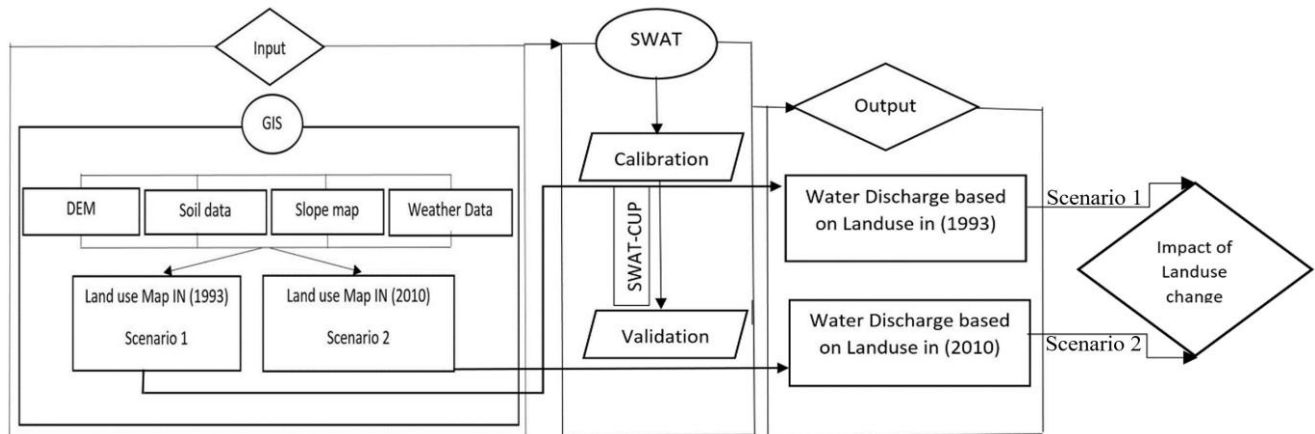 Input
GIS
DEM
Soil data
Slope map
Weather Data
Land use Map IN (1993)
Scenario 1
Land use Map IN (2010)
Scenario 2
SWAT
Calibration
SWAT-CUP
Validation
Output
Water Discharge based
on Landuse in (1993)
Water Discharge based
on Landuse in (2010)
Scenario 1
Scenario 2
Impact of
Landuse
change